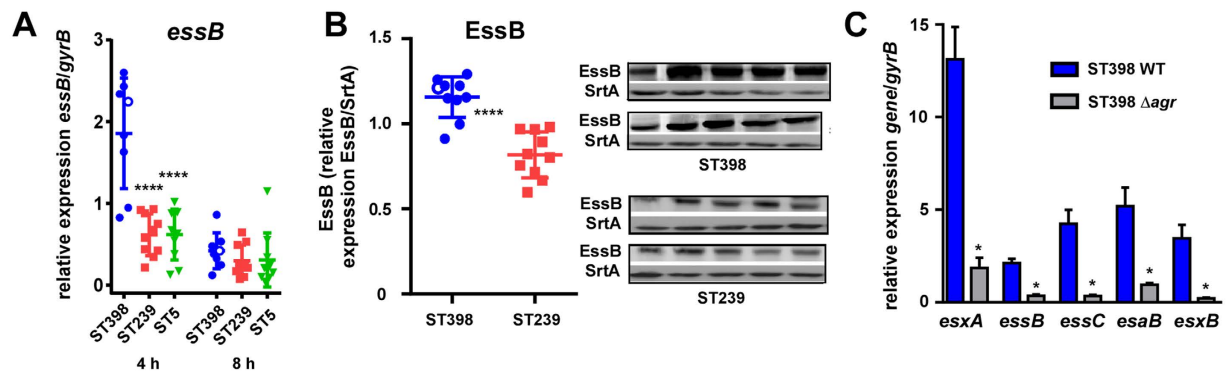 A
essB
relative expression essB/gyrB
3
2
1
0
****
****
ST398
ST239
ST5
ST398
ST239
ST5
4 h
8 h
B
EssB
EssB (relative
expression EssB/SrtA)
1.5
1.0
0.5
0.0
****
ST398
ST239
EssB
SrtA
EssB
SrtA
ST398
EssB
SrtA
EssB
SrtA
ST239
C
relative expression gene/gyrB
15
10
5
0
ST398 WT
ST398 Δagr
*
*
*
*
*
esxA
essB
essC
esaB
esxB